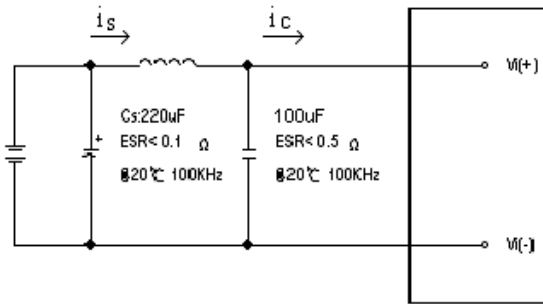 is
ic
Vi(+)
Cs:220uF
ESR<0.1 Ω
@20℃ 100KHz
100uF
ESR<0.5 Ω
@20℃ 100KHz
+
Vi(-)